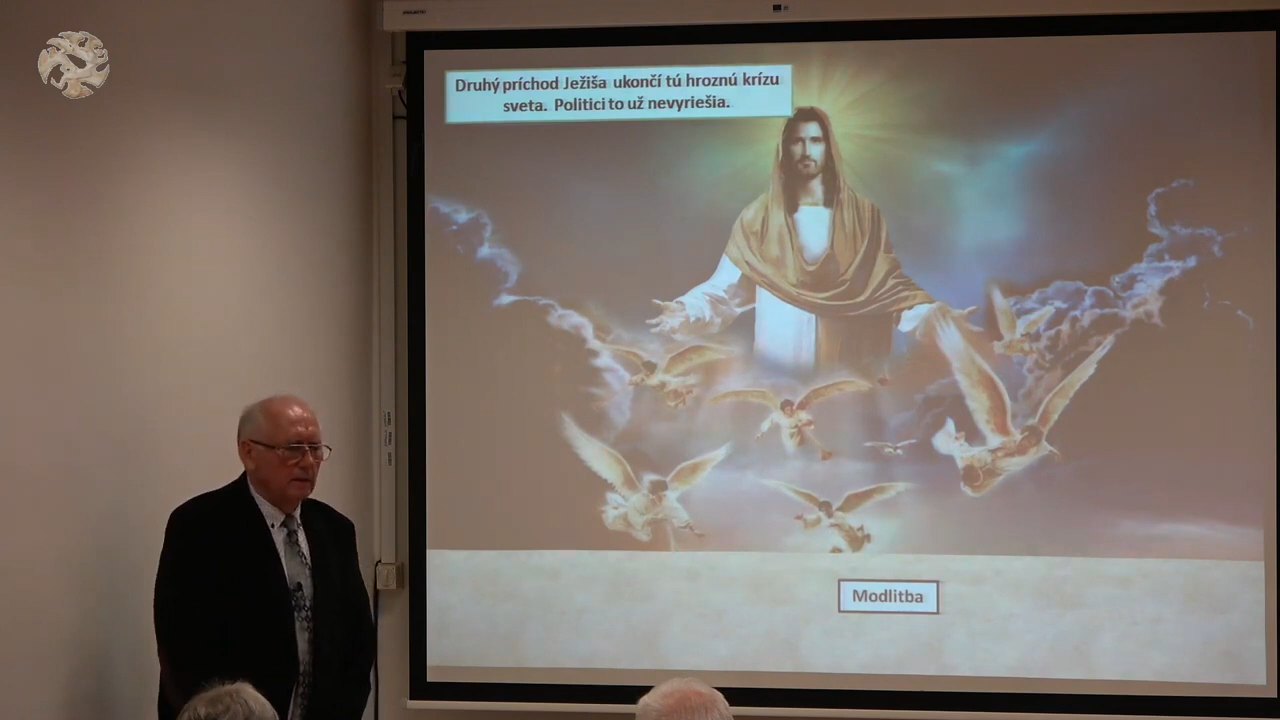 Druhý príchod Ježiša ukončí tú hroznú krízu
sveta. Politici to už nevyriešia.
Modlitba